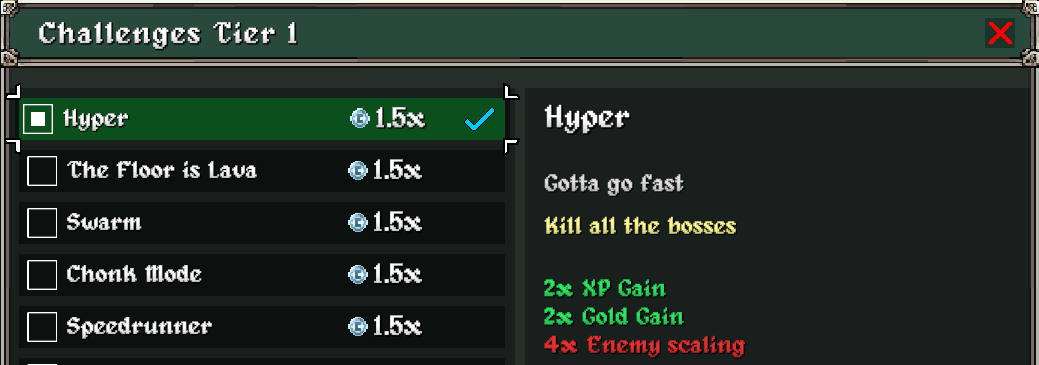 Challenges Tier 1
Hyper 1.5x
The Floor is Lava 1.5x
Swarm 1.5x
Chonk Mode 1.5x
Speedrunner 1.5x
Hyper
Gotta go fast
Kill all the bosses
2x XP Gain
2x Gold Gain
4x Enemy scaling